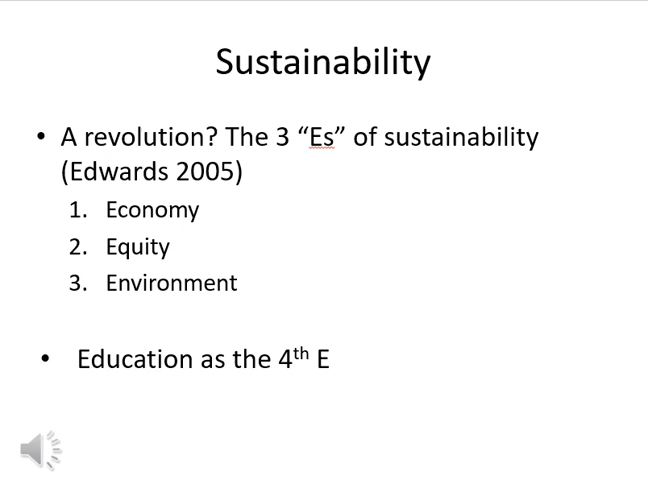 Sustainability
• A revolution? The 3 “Es” of sustainability
(Edwards 2005)
1. Economy
2. Equity
3. Environment
• Education as the 4th E